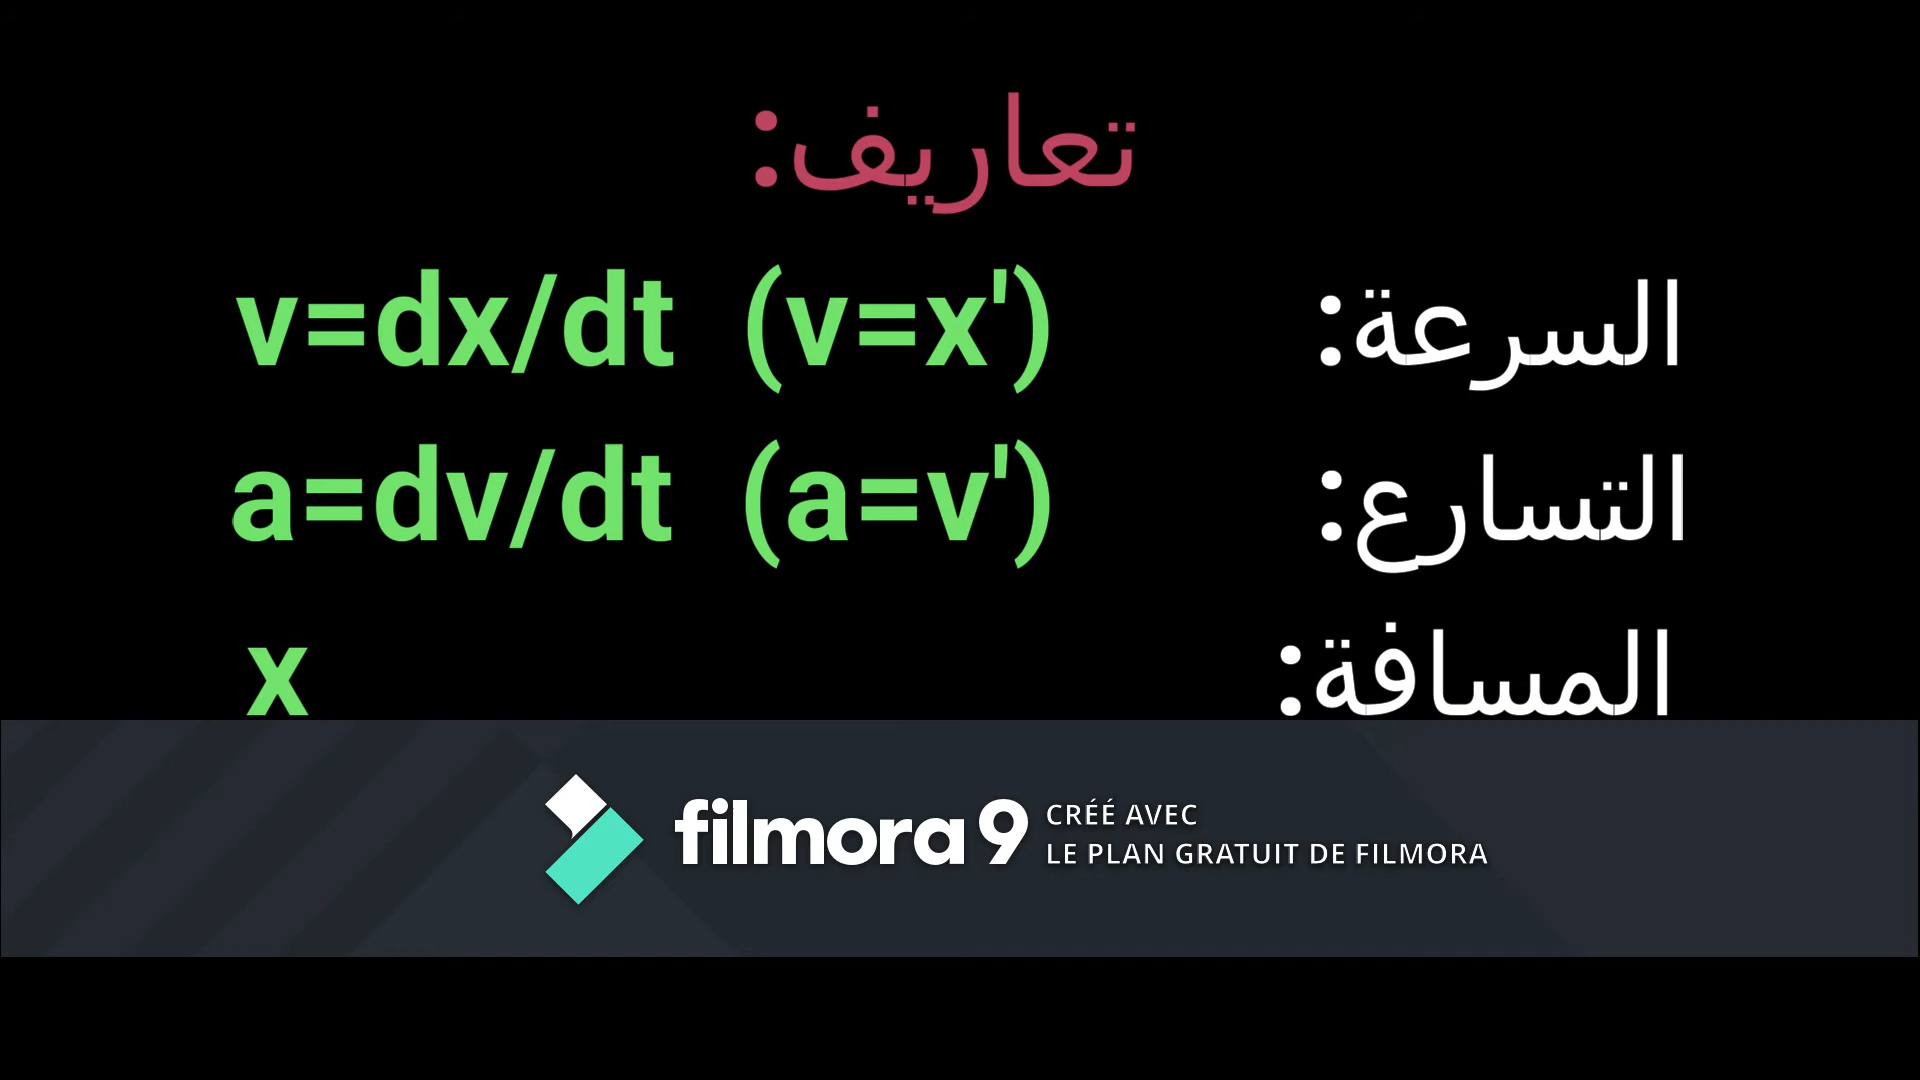 تعاريف:
السرعة: v=dx/dt (v=x')
التسارع: a=dv/dt (a=v')
المسافة: x
filmora 9 CRÉÉ AVEC
LE PLAN GRATUIT DE FILMORA